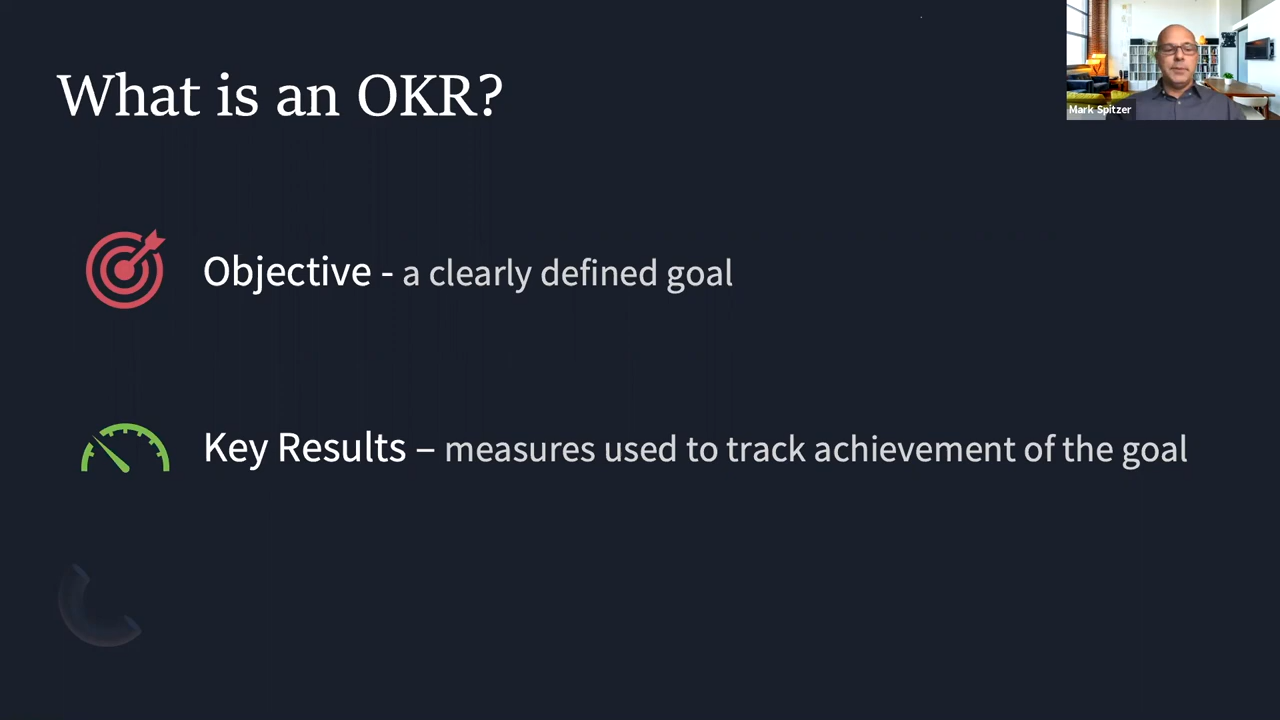 What is an OKR?
Mark Spitzer
Objective - a clearly defined goal
Key Results – measures used to track achievement of the goal